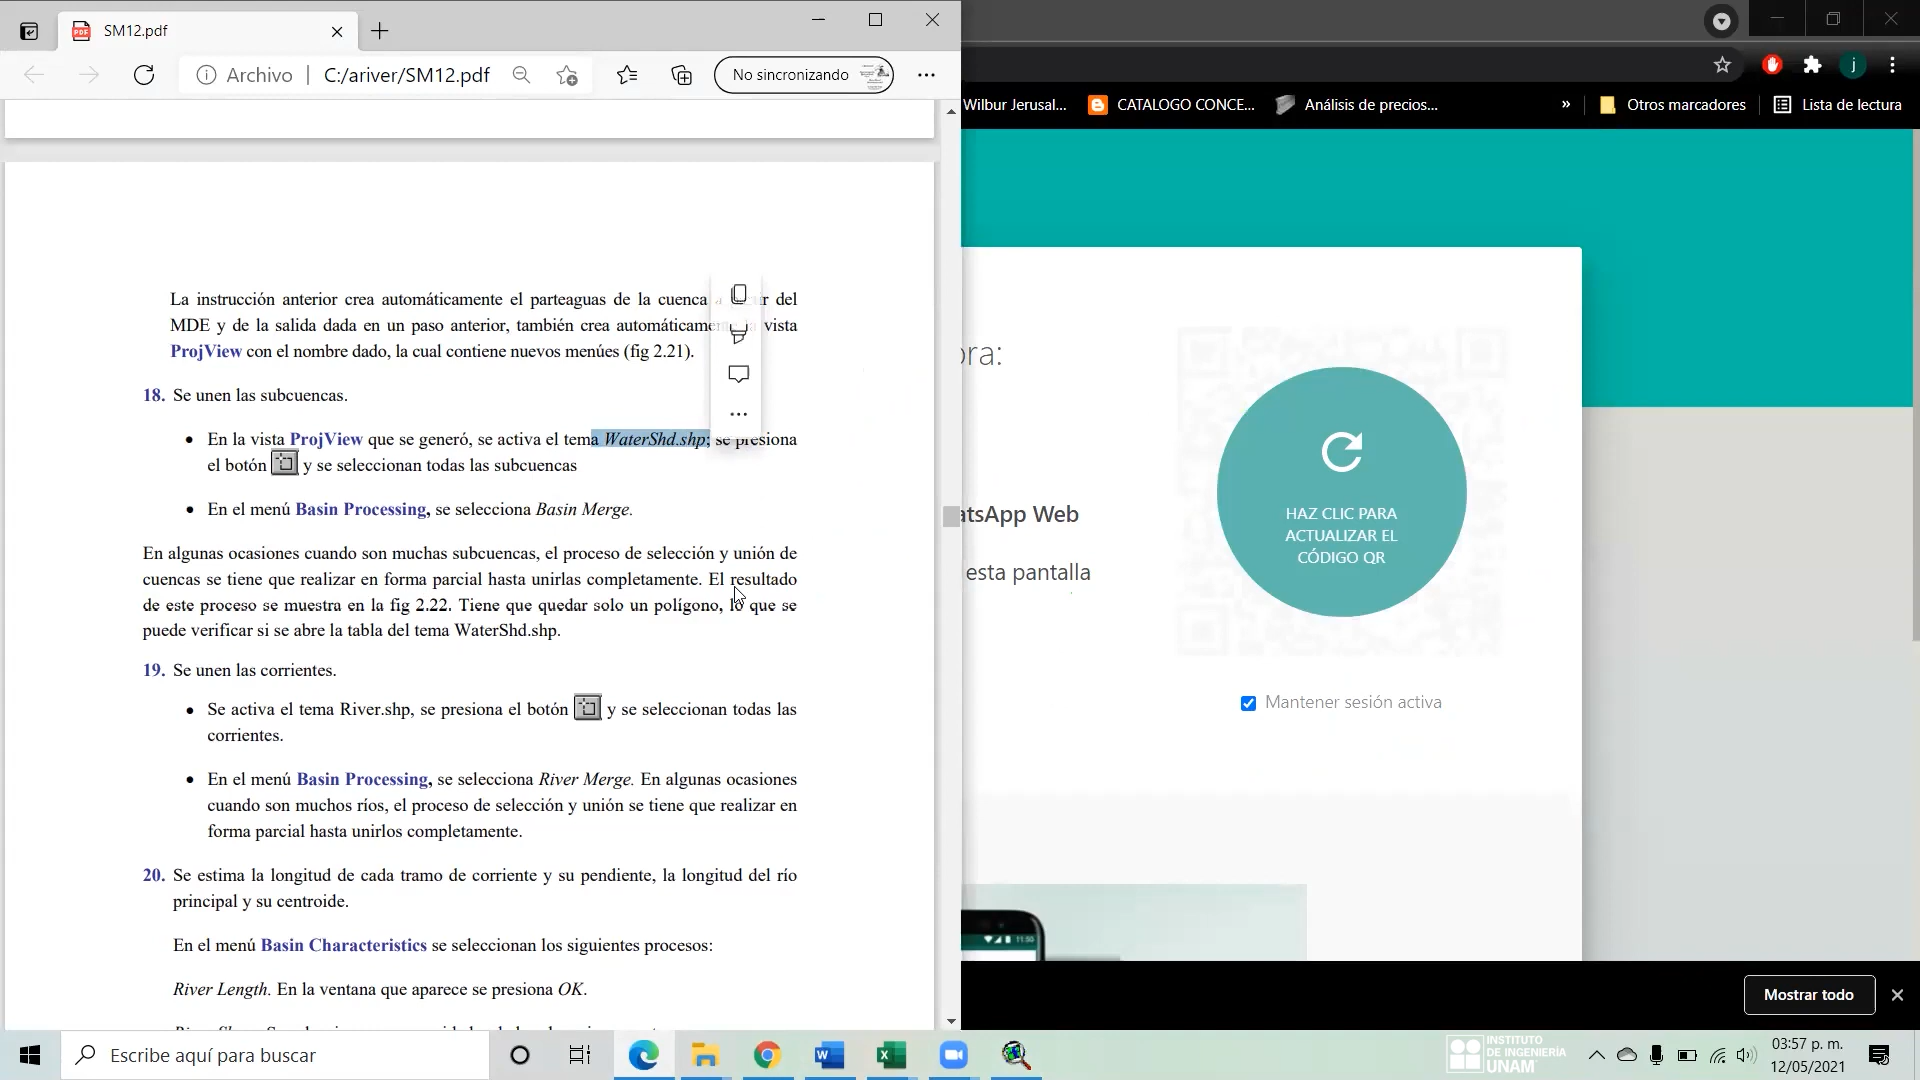 SM12.pdf
Archivo | C:/ariver/SM12.pdf
No sincronizando
Wilbur Jerusal...
CATALOGO CONCE...
Análisis de precios...
»
Otros marcadores
Lista de lectura
j
La instrucción anterior crea automáticamente el parteaguas de la cuenca del
MDE y de la salida dada en un paso anterior, también crea automáticame vista
ProjView con el nombre dado, la cual contiene nuevos menúes (fig 2.21).
18. Se unen las subcuencas.
• En la vista ProjView que se generó, se activa el tema WaterShd.shp; se presiona
el botón y se seleccionan todas las subcuencas
• En el menú Basin Processing, se selecciona Basin Merge.
En algunas ocasiones cuando son muchas subcuencas, el proceso de selección y unión de
cuencas se tiene que realizar en forma parcial hasta unirlas completamente. El resultado
de este proceso se muestra en la fig 2.22. Tiene que quedar solo un polígono, lo que se
puede verificar si se abre la tabla del tema WaterShd.shp.
19. Se unen las corrientes.
• Se activa el tema River.shp, se presiona el botón y se seleccionan todas las
corrientes.
• En el menú Basin Processing, se selecciona River Merge. En algunas ocasiones
cuando son muchos ríos, el proceso de selección y unión se tiene que realizar en
forma parcial hasta unirlos completamente.
20. Se estima la longitud de cada tramo de corriente y su pendiente, la longitud del río
principal y su centroide.
En el menú Basin Characteristics se seleccionan los siguientes procesos:
River Length. En la ventana que aparece se presiona OK.
ora:
atsApp Web
esta pantalla
HAZ CLIC PARA
ACTUALIZAR EL
CÓDIGO QR
Mantener sesión activa
11:50
Mostrar todo
Escribe aquí para buscar
INSTITUTO
DE INGENIERÍA
UNAM
03:57 p. m.
12/05/2021